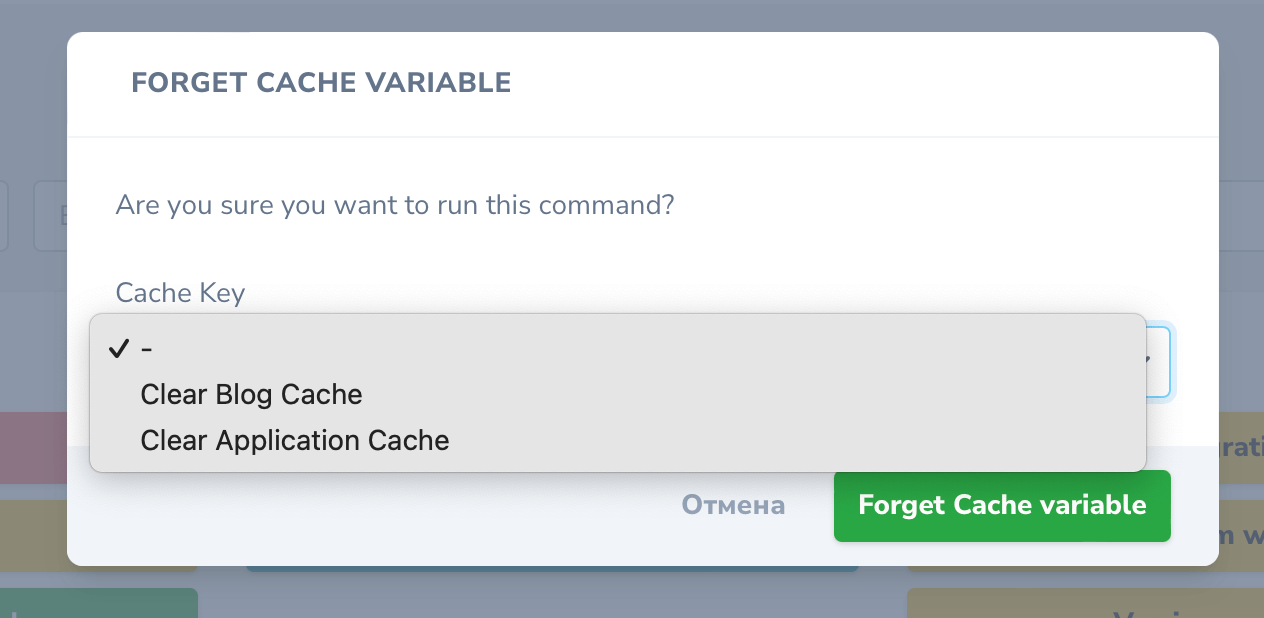 FORGET CACHE VARIABLE
Are you sure you want to run this command?
Cache Key
-
Clear Blog Cache
Clear Application Cache
Отмена
Forget Cache variable